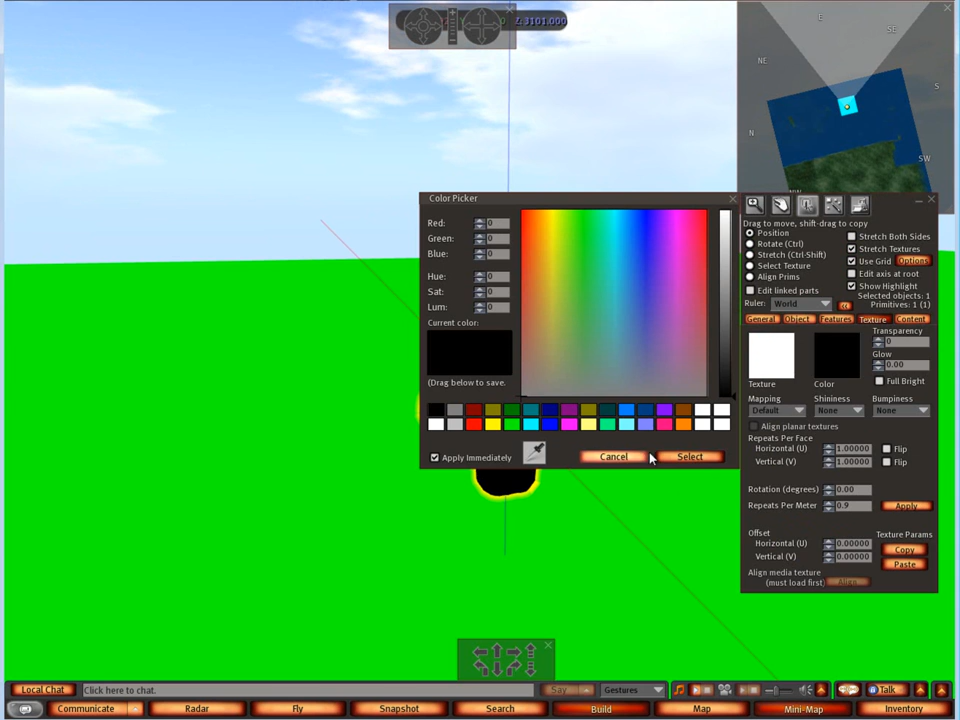 Z: 3101.000
E
SE
NE
S
N
SW
NW
Color Picker
Red: 0
Green: 0
Blue: 0
Hue: 0
Sat: 0
Lum: 0
Current color:
(Drag below to save.
Apply Immediately
Cancel
Select
Drag to move, shift-drag to copy
Position
Rotate (Ctrl)
Stretch (Ctrl-Shift)
Select Texture
Align Prims
Edit linked parts
Stretch Both Sides
Stretch Textures
Use Grid Options
Edit axis at root
Show Highlight
Selected objects: 1
Primitives: 1 (1)
Ruler: World
General Object Features Texture Content
Transparency
0
Glow
0.00
Full Bright
Texture Color
Mapping Shininess Bumpiness
Default None None
Align planar textures
Repeats Per Face
Horizontal (U) 1.00000 Flip
Vertical (V) 1.00000 Flip
Rotation (degrees) 0.00
Repeats Per Meter 0.9 Apply
Offset Texture Params
Horizontal (U) 0.00000 Copy
Vertical (V) 0.00000 Paste
Align media texture
(must load first) Align
Local Chat Click here to chat. Say Gestures Talk
Communicate Radar Fly Snapshot Search Build Map Mini-Map Inventory